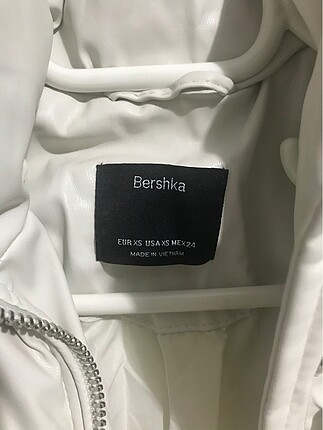 Bershka
EUR XS USA XS MEX 24
MADE IN VIETNAM